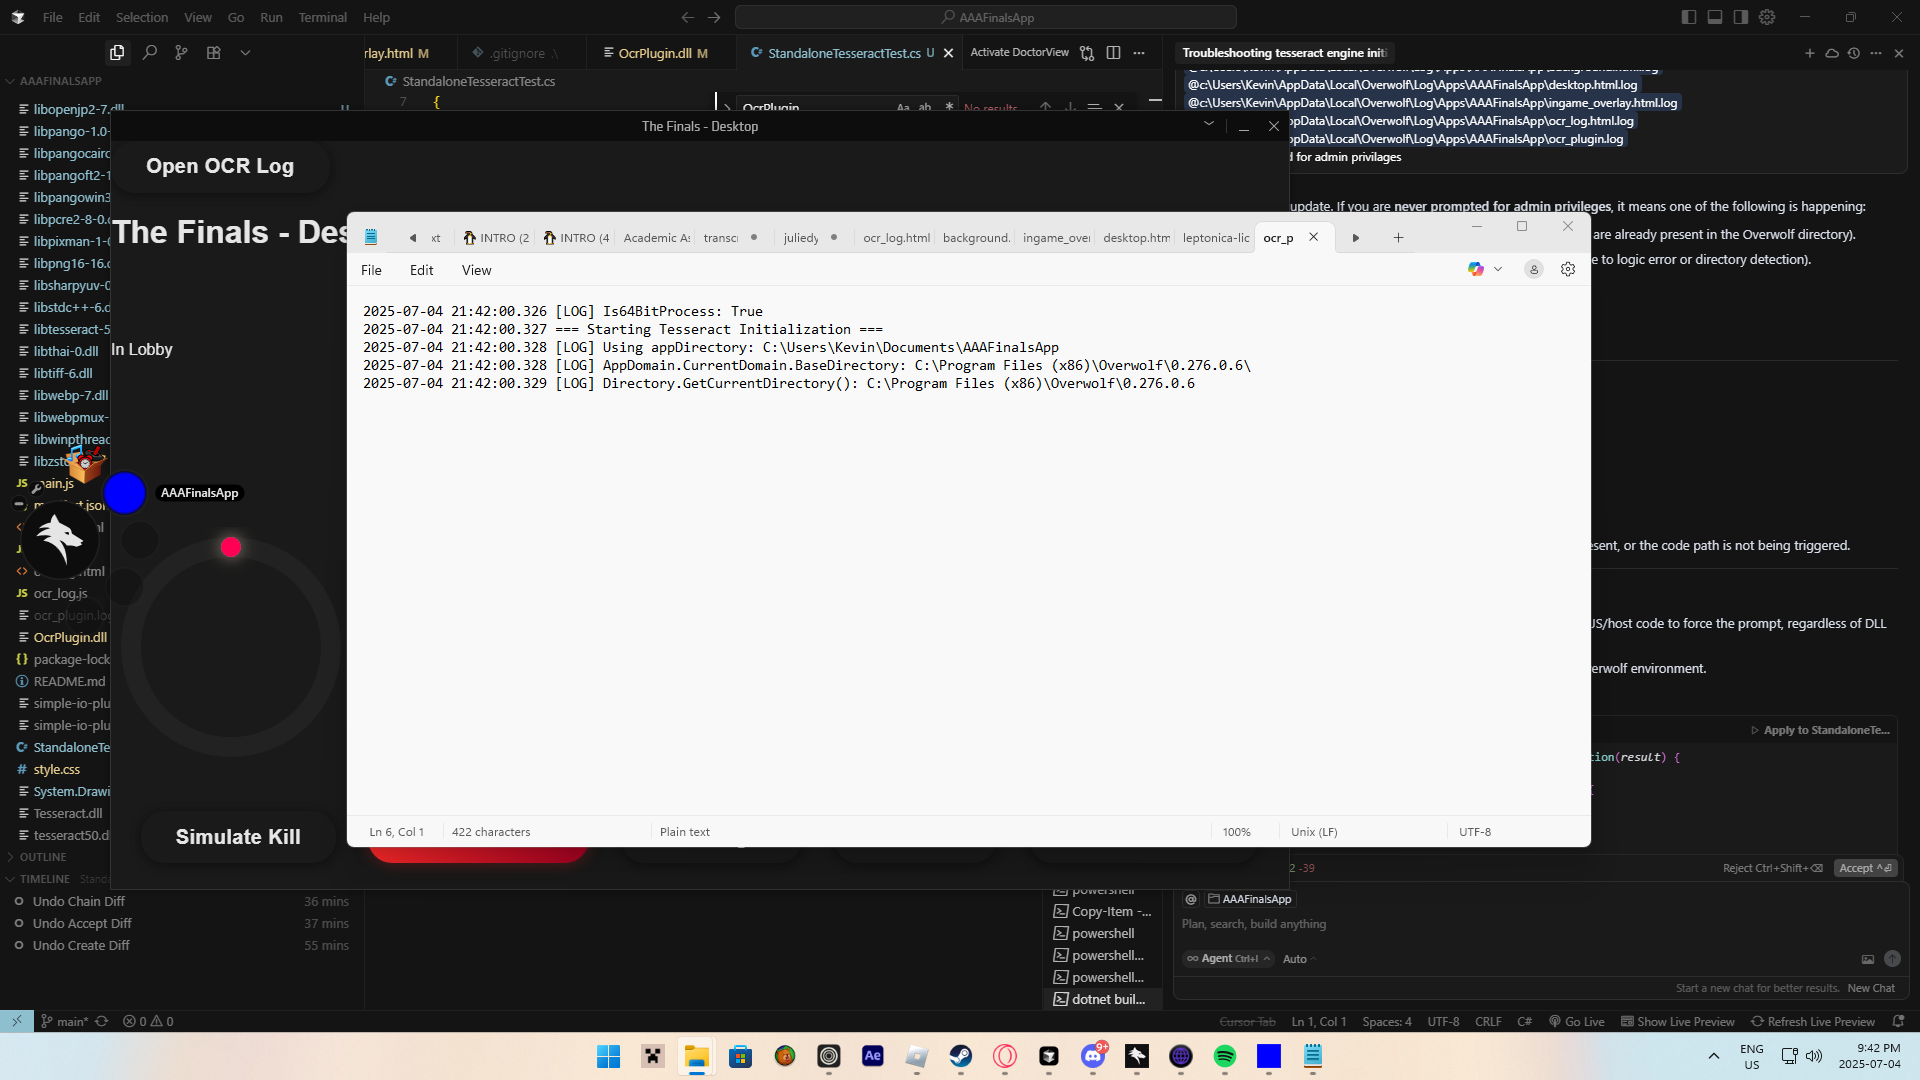 File Edit Selection View Go Run Terminal Help
AAAFinalsApp
AAAFINALSAPP
libopenjp2-7.dll
libpango-1.0-
libpangocairo
libpangoft2-1
libpangowin3
libpcre2-8-0.d
libpixman-1-0
libpng16-16.d
libsharpyuv-0
libstdc++-6.d
libtesseract-5
libthai-0.dll
libtiff-6.dll
libwebp-7.dll
libwebpmux-
libwinpthread
libzstd
JS main.js
JS ocr_log.js
ocr_plugin.log
OcrPlugin.dll
package-lock
README.md
simple-io-plu
simple-io-plu
StandaloneTe
# style.css
System.Drawi
Tesseract.dll
tesseract50.dl
OUTLINE
TIMELINE Standa
Undo Chain Diff 36 mins
Undo Accept Diff 37 mins
Undo Create Diff 55 mins
rlay.html M
.gitignore
OcrPlugin.dll M
StandaloneTesseractTest.cs U
Activate DoctorView
StandaloneTesseractTest.cs
7 {
OcrPlugin Aa ab * No results
The Finals - Desktop
Open OCR Log
The Finals - Des
In Lobby
AAAFinalsApp
Simulate Kill
xt
INTRO (2
INTRO (4
Academic As
transc
juliedy
ocr_log.html
background.
ingame_over
desktop.htm
leptonica-lic
ocr_p
File Edit View
2025-07-04 21:42:00.326 [LOG] Is64BitProcess: True
2025-07-04 21:42:00.327 === Starting Tesseract Initialization ===
2025-07-04 21:42:00.328 [LOG] Using appDirectory: C:\Users\Kevin\Documents\AAAFinalsApp
2025-07-04 21:42:00.328 [LOG] AppDomain.CurrentDomain.BaseDirectory: C:\Program Files (x86)\Overwolf\0.276.0.6\
2025-07-04 21:42:00.329 [LOG] Directory.GetCurrentDirectory(): C:\Program Files (x86)\Overwolf\0.276.0.6
Ln 6, Col 1 422 characters Plain text 100% Unix (LF) UTF-8
Troubleshooting tesseract engine initi
@c:\Users\Kevin\AppData\Local\Overwolf\Log\Apps\AAAFinalsApp\desktop.html.log
@c:\Users\Kevin\AppData\Local\Overwolf\Log\Apps\AAAFinalsApp\ingame_overlay.html.log
AppData\Local\Overwolf\Log\Apps\AAAFinalsApp\ocr_log.html.log
AppData\Local\Overwolf\Log\Apps\AAAFinalsApp\ocr_plugin.log
d for admin privilages
update. If you are never prompted for admin privileges, it means one of the following is happening:
are already present in the Overwolf directory).
e to logic error or directory detection).
esent, or the code path is not being triggered.
JS/host code to force the prompt, regardless of DLL
erwolf environment.
Apply to StandaloneTe...
tion(result) {
{
2 -39
Reject Ctrl+Shift+⌫ Accept ^⏎
@ AAAFinalsApp
Plan, search, build anything
∞ Agent Ctrl+I Auto
Start a new chat for better results. New Chat
powershell
Copy-Item -...
powershell
powershell...
powershell...
dotnet buil...
main* 0 0
Cursor Tab Ln 1, Col 1 Spaces: 4 UTF-8 CRLF C# Go Live Show Live Preview Refresh Live Preview
Ae
9+
ENG
US
9:42 PM
2025-07-04